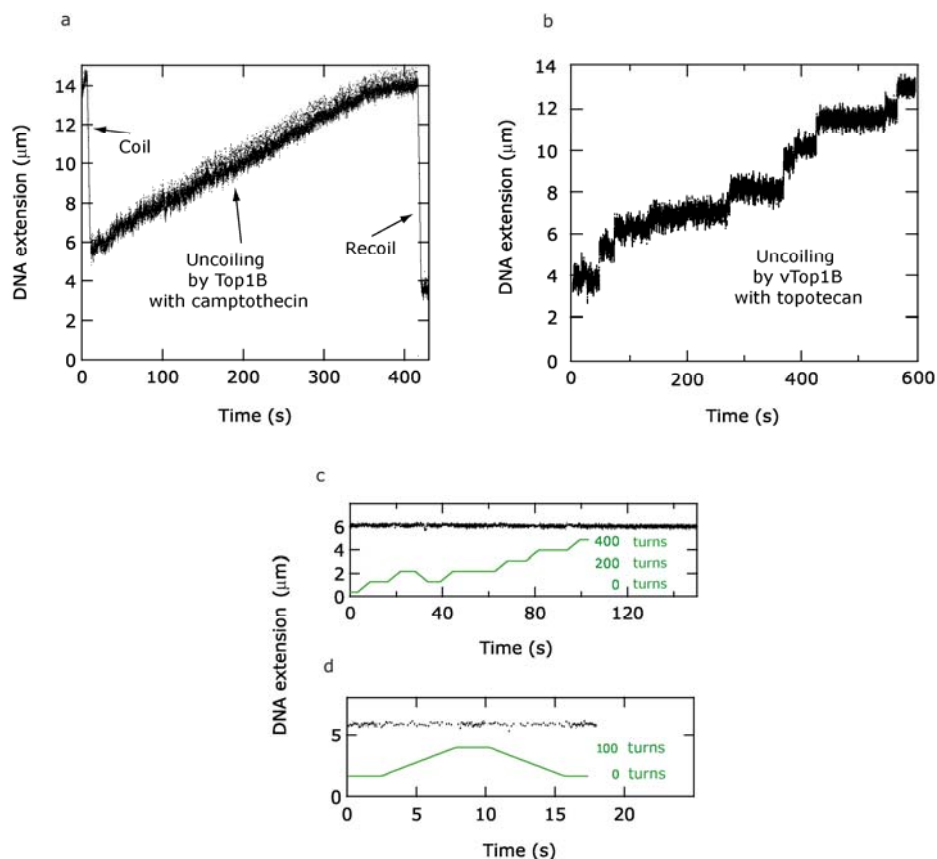 a
DNA extension (μm)
14
12
10
8
6
4
2
0
Coil
Uncoiling
by Top1B
with camptothecin
Recoil
0 100 200 300 400
Time (s)
b
DNA extension (μm)
14
12
10
8
6
4
2
0
Uncoiling
by vTop1B
with topotecan
0 200 400 600
Time (s)
c
DNA extension (μm)
8
6
4
2
0
400 turns
200 turns
0 turns
0 40 80 120
Time (s)
d
5
0
100 turns
0 turns
0 5 10 15 20
Time (s)